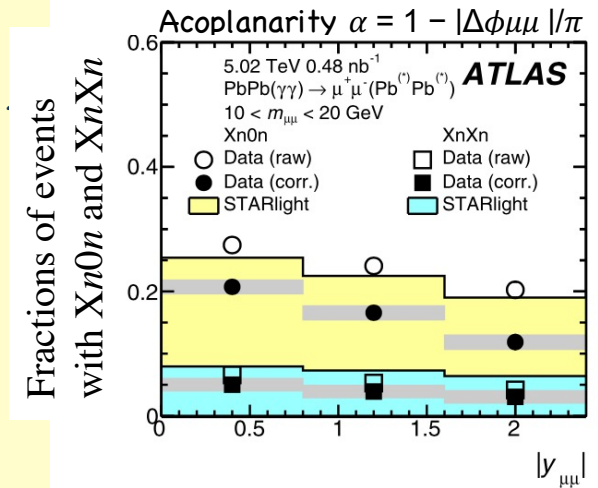 Acoplanarity α = 1 − |Δϕμμ |/π
Fractions of events
with Xn0n and XnXn
0.6
0.4
0.2
0
5.02 TeV 0.48 nb⁻¹
ATLAS
PbPb(γγ) → μ⁺μ⁻(Pb⁽*⁾Pb⁽*⁾)
10 < mμμ < 20 GeV
Xn0n XnXn
Data (raw) Data (raw)
Data (corr.) Data (corr.)
STARlight STARlight
0 0.5 1 1.5 2
|y μμ|